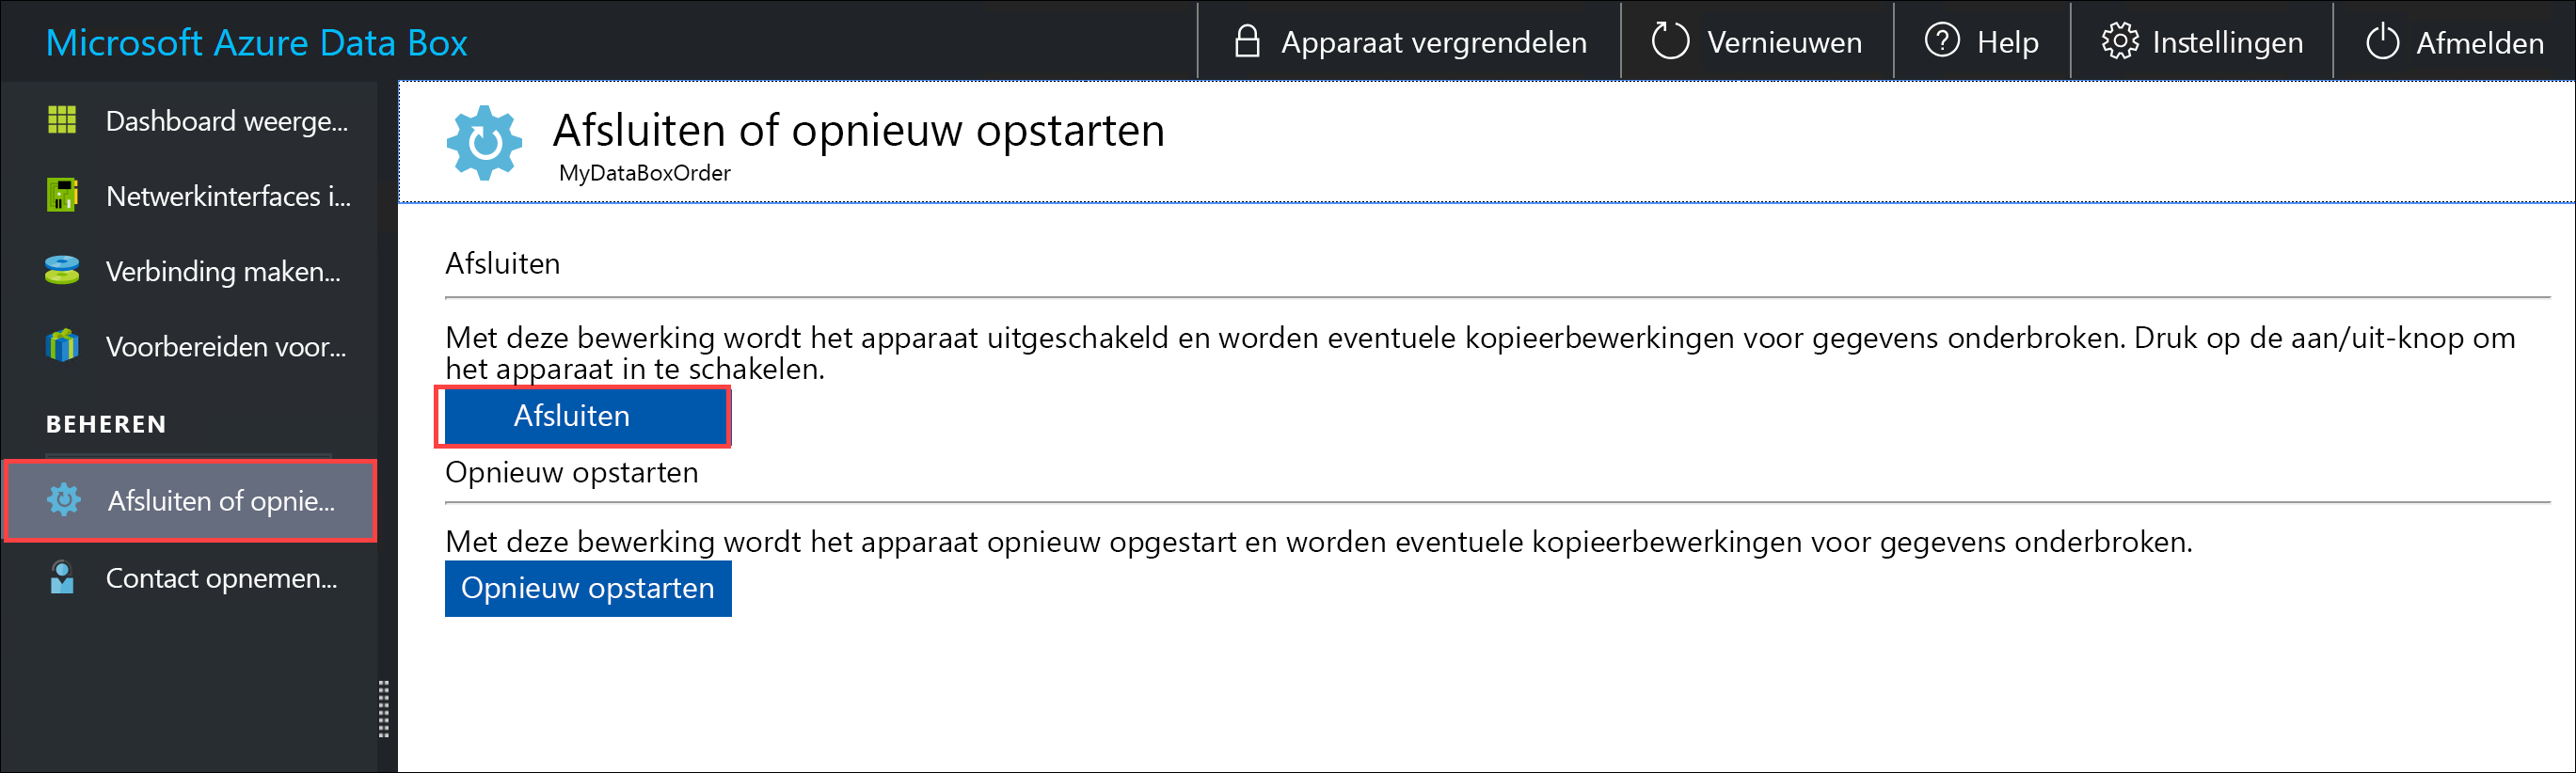 Microsoft Azure Data Box
Apparaat vergrendelen
Vernieuwen
Help
Instellingen
Afmelden
Dashboard weerge...
Netwerkinterfaces i...
Verbinding maken...
Voorbereiden voor...
BEHEREN
Afsluiten of opnie...
Contact opnemen...
Afsluiten of opnieuw opstarten
MyDataBoxOrder
Afsluiten
Met deze bewerking wordt het apparaat uitgeschakeld en worden eventuele kopieerbewerkingen voor gegevens onderbroken. Druk op de aan/uit-knop om
het apparaat in te schakelen.
Afsluiten
Opnieuw opstarten
Met deze bewerking wordt het apparaat opnieuw opgestart en worden eventuele kopieerbewerkingen voor gegevens onderbroken.
Opnieuw opstarten